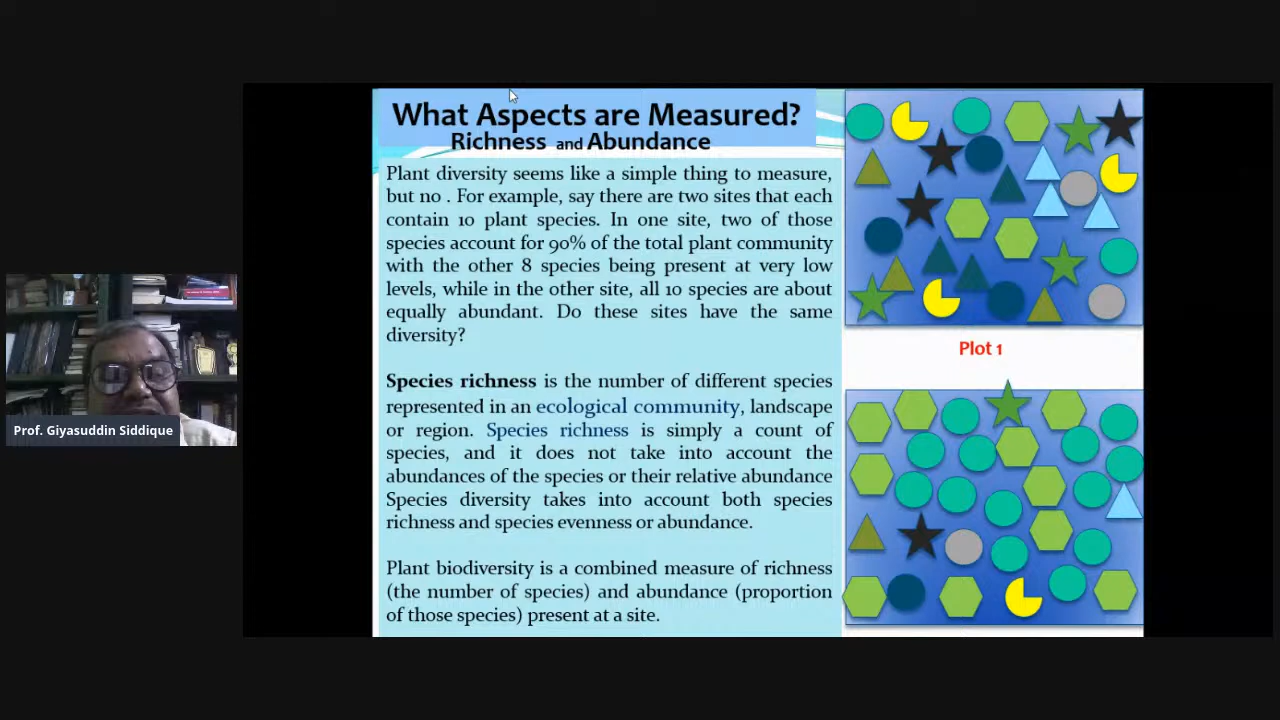 What Aspects are Measured?
Richness and Abundance
Plant diversity seems like a simple thing to measure,
but no . For example, say there are two sites that each
contain 10 plant species. In one site, two of those
species account for 90% of the total plant community
with the other 8 species being present at very low
levels, while in the other site, all 10 species are about
equally abundant. Do these sites have the same
diversity?
Species richness is the number of different species
represented in an ecological community, landscape
or region. Species richness is simply a count of
species, and it does not take into account the
abundances of the species or their relative abundance
Species diversity takes into account both species
richness and species evenness or abundance.
Plant biodiversity is a combined measure of richness
(the number of species) and abundance (proportion
of those species) present at a site.
Plot 1
Prof. Giyasuddin Siddique